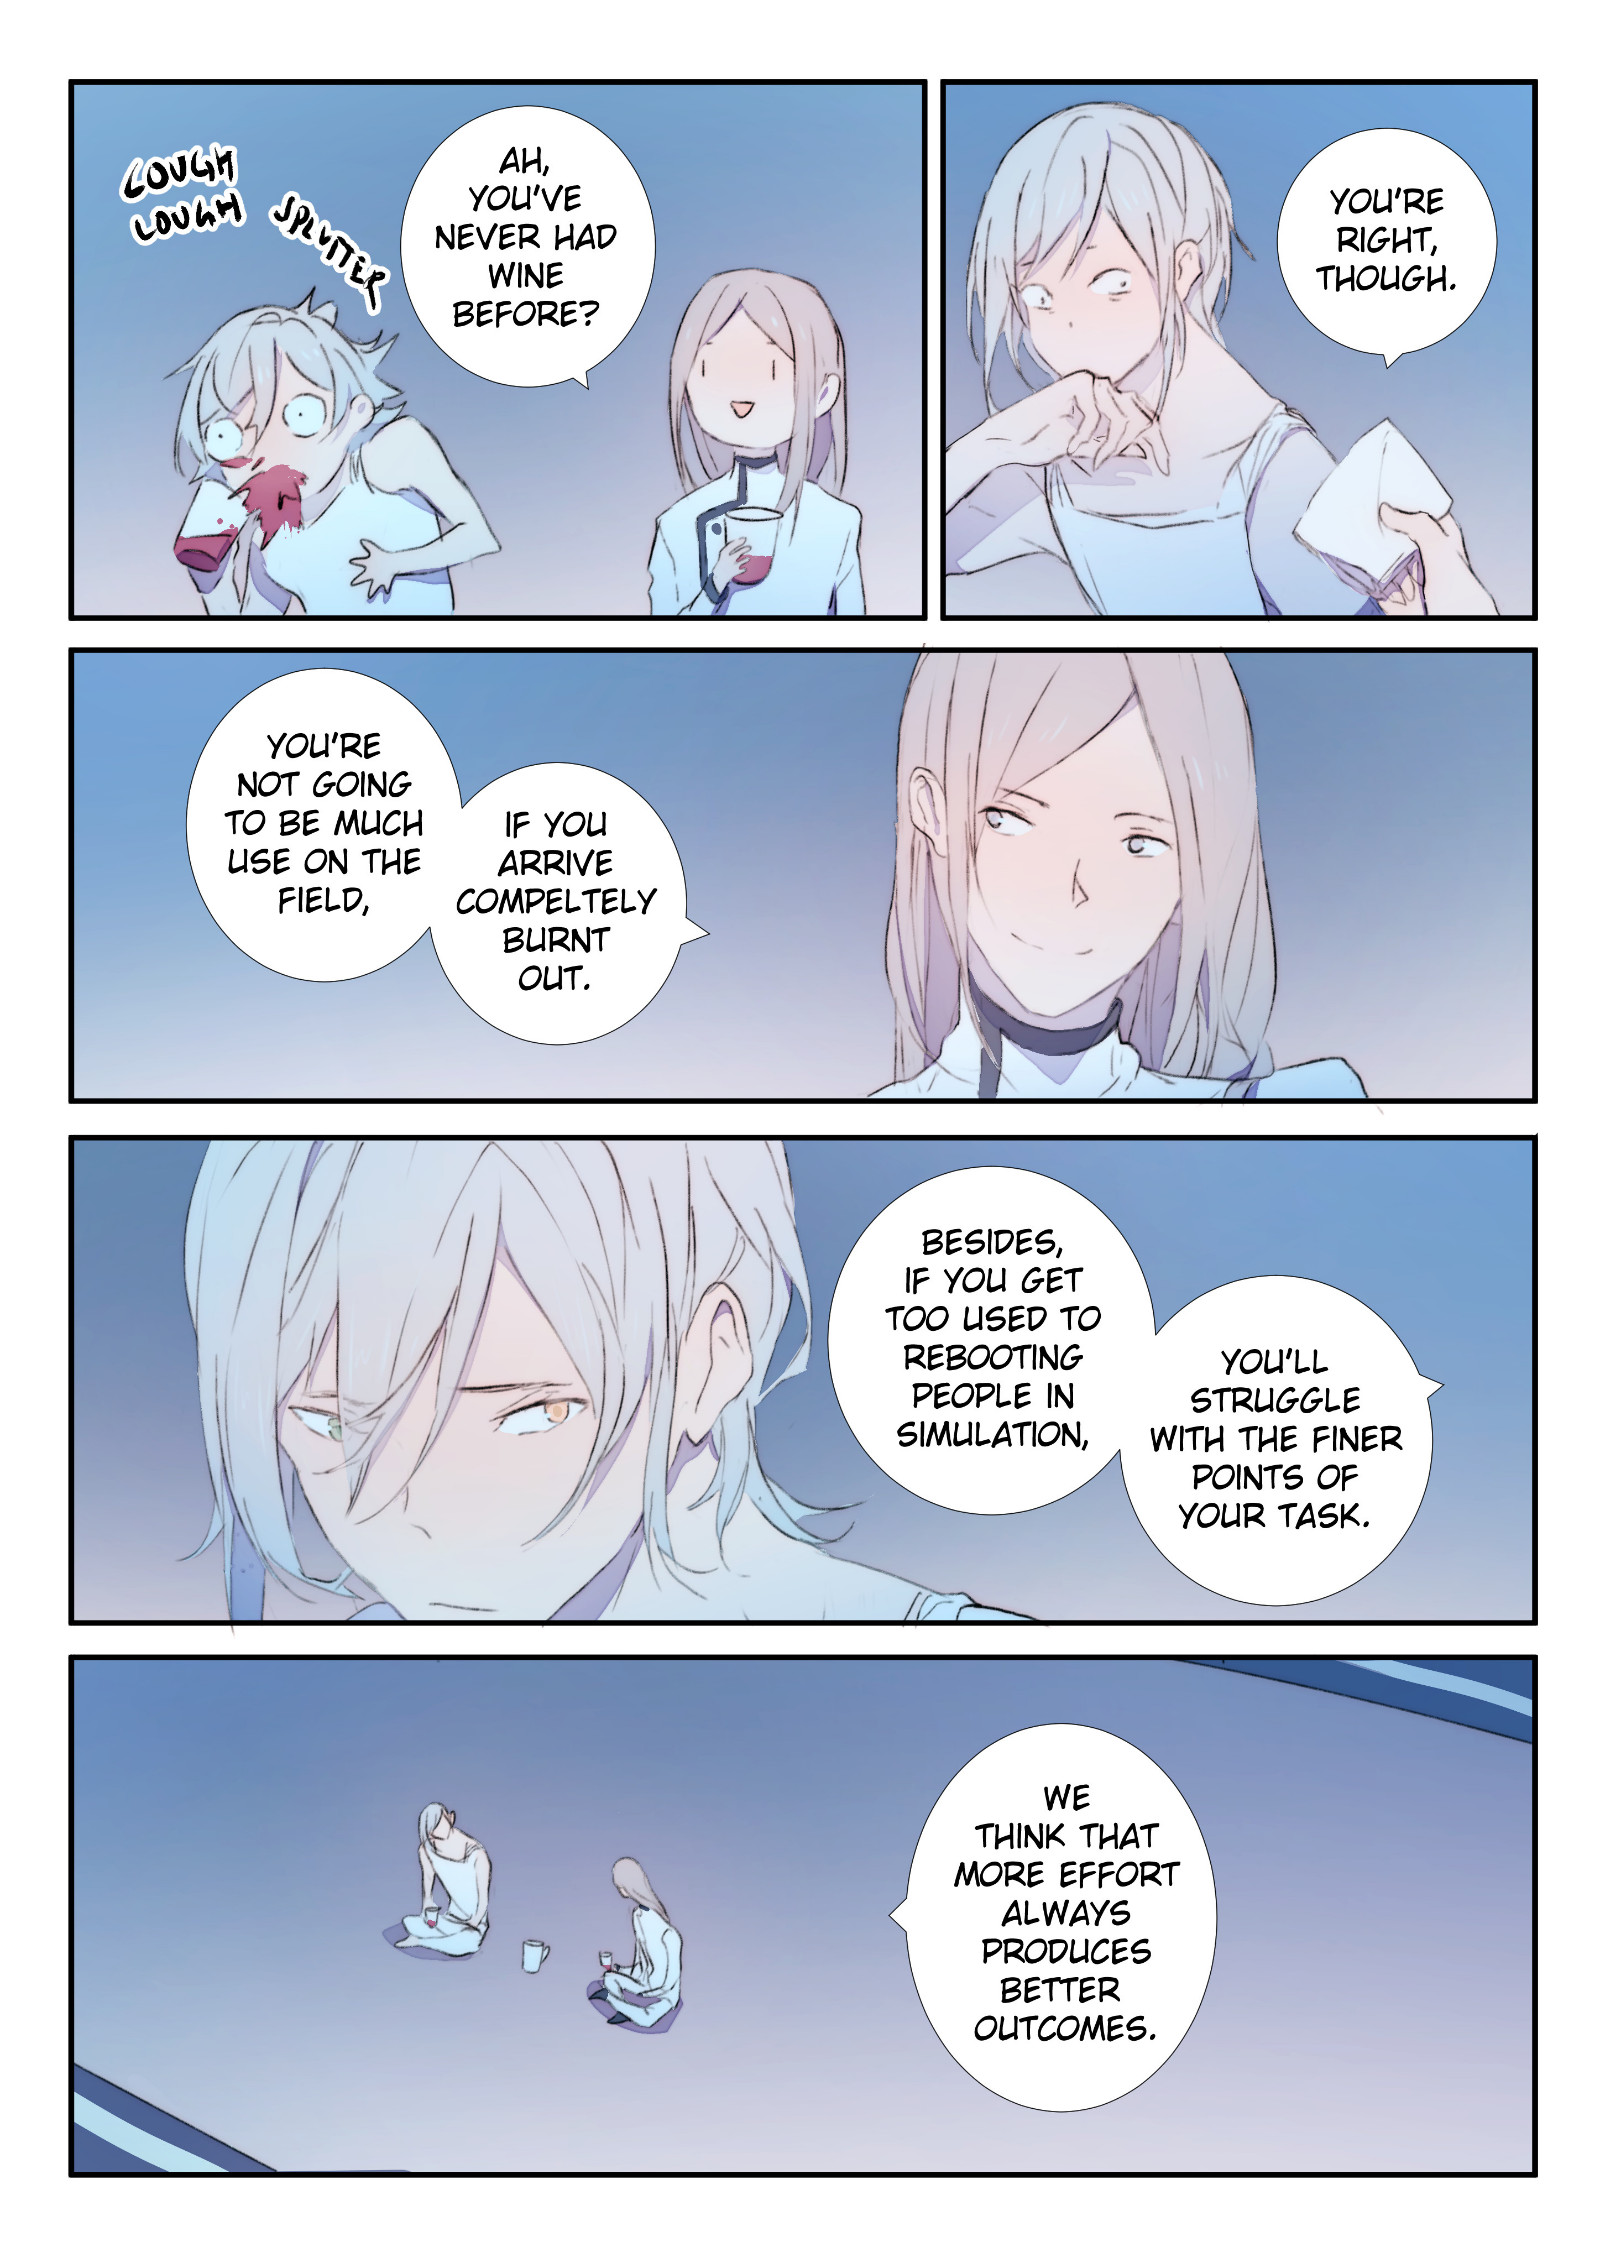 COUGH
COUGH
SPLUTTER
AH,
YOU'VE
NEVER HAD
WINE
BEFORE?
YOU'RE
RIGHT,
THOUGH.
YOU'RE
NOT GOING
TO BE MUCH
USE ON THE
FIELD,
IF YOU
ARRIVE
COMPELTELY
BURNT
OUT.
BESIDES,
IF YOU GET
TOO USED TO
REBOOTING
PEOPLE IN
SIMULATION,
YOU'LL
STRUGGLE
WITH THE FINER
POINTS OF
YOUR TASK.
WE
THINK THAT
MORE EFFORT
ALWAYS
PRODUCES
BETTER
OUTCOMES.